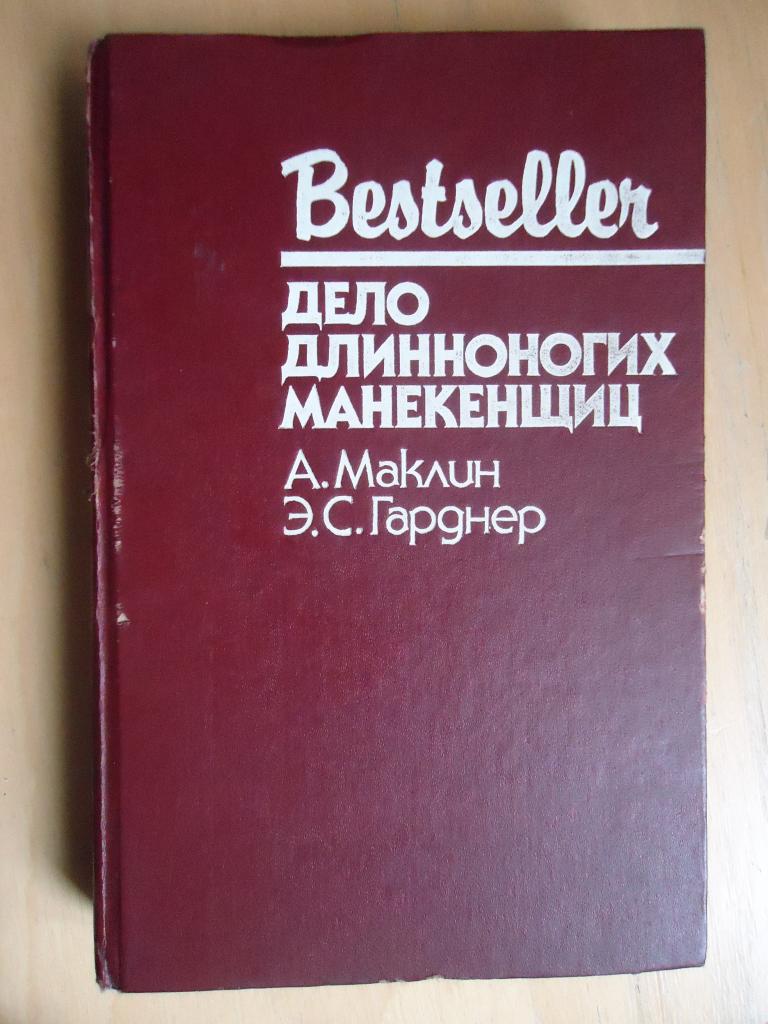 Bestseller
ДЕЛО
ДЛИННОНОГИХ
МАНЕКЕНЩИЦ
А. Маклин
Э.С. Гарднер